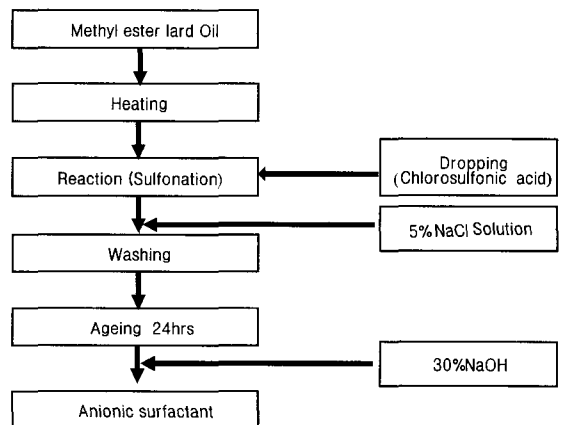 Methyl ester lard Oil
Heating
Reaction (Sulfonation)
Dropping
(Chlorosulfonic acid)
5%NaCl Solution
Washing
Ageing 24hrs
30%NaOH
Anionic surfactant